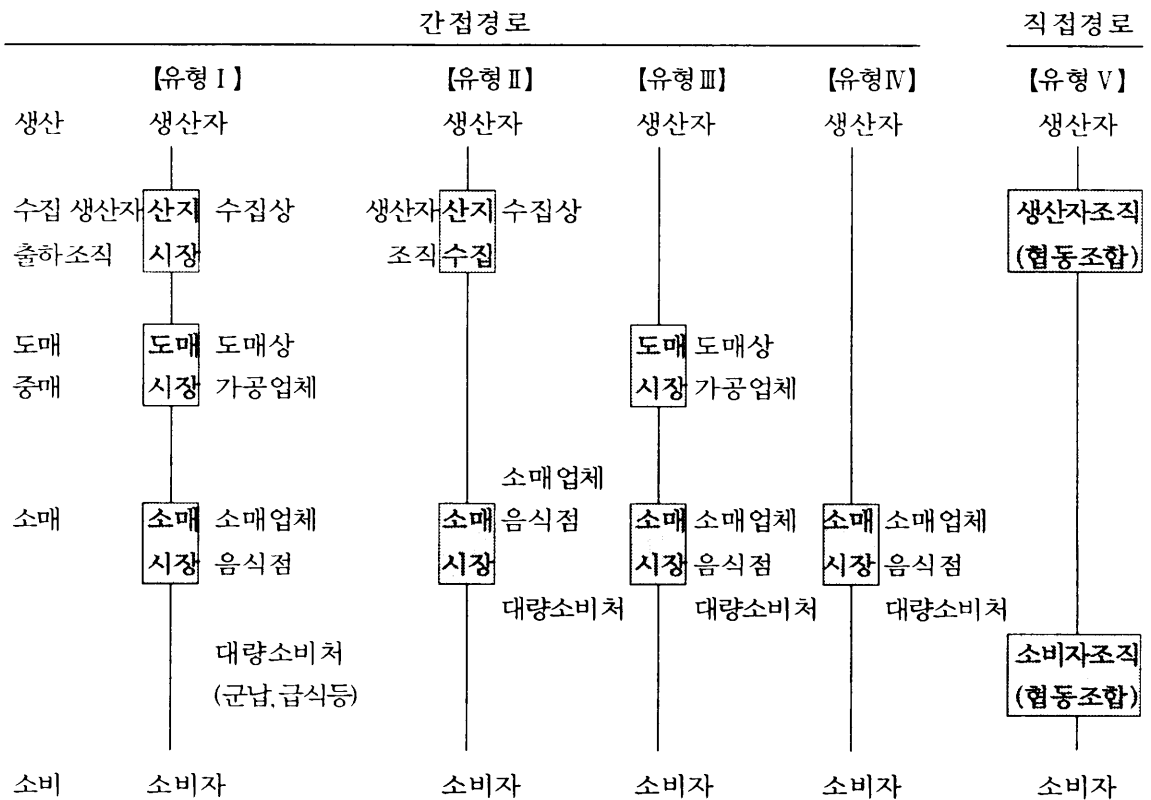 간접경로 직접경로
【유형 I】 【유형 Ⅱ】 【유형 Ⅲ】 【유형Ⅳ】 【유형 V】
생산 생산자 생산자 생산자 생산자 생산자
수집 생산자 산지 수집상 생산자 산지 수집상 생산자조직
출하 조직 시장 조직 수집 (협동조합)
도매 도매 도매상 도매 도매상
중매 시장 가공업체 시장 가공업체
소매업체
소매 소매 소매업체 소매 음식점 소매 소매업체 소매 소매업체
시장 음식점 시장 시장 음식점 시장 음식점
대량소비처 대량소비처 대량소비처
대량소비처 소비자조직
(군납,급식등) (협동조합)
소비 소비자 소비자 소비자 소비자 소비자